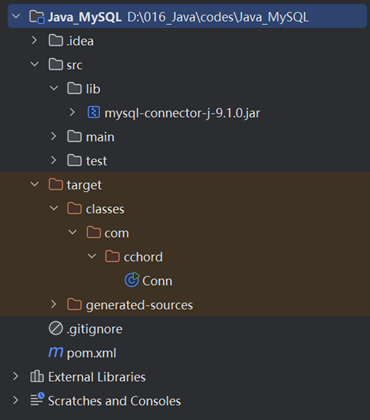 Java_MySQL D:\016_Java\codes\Java_MySQL
.idea
src
lib
mysql-connector-j-9.1.0.jar
main
test
target
classes
com
cchord
Conn
generated-sources
.gitignore
pom.xml
External Libraries
Scratches and Consoles